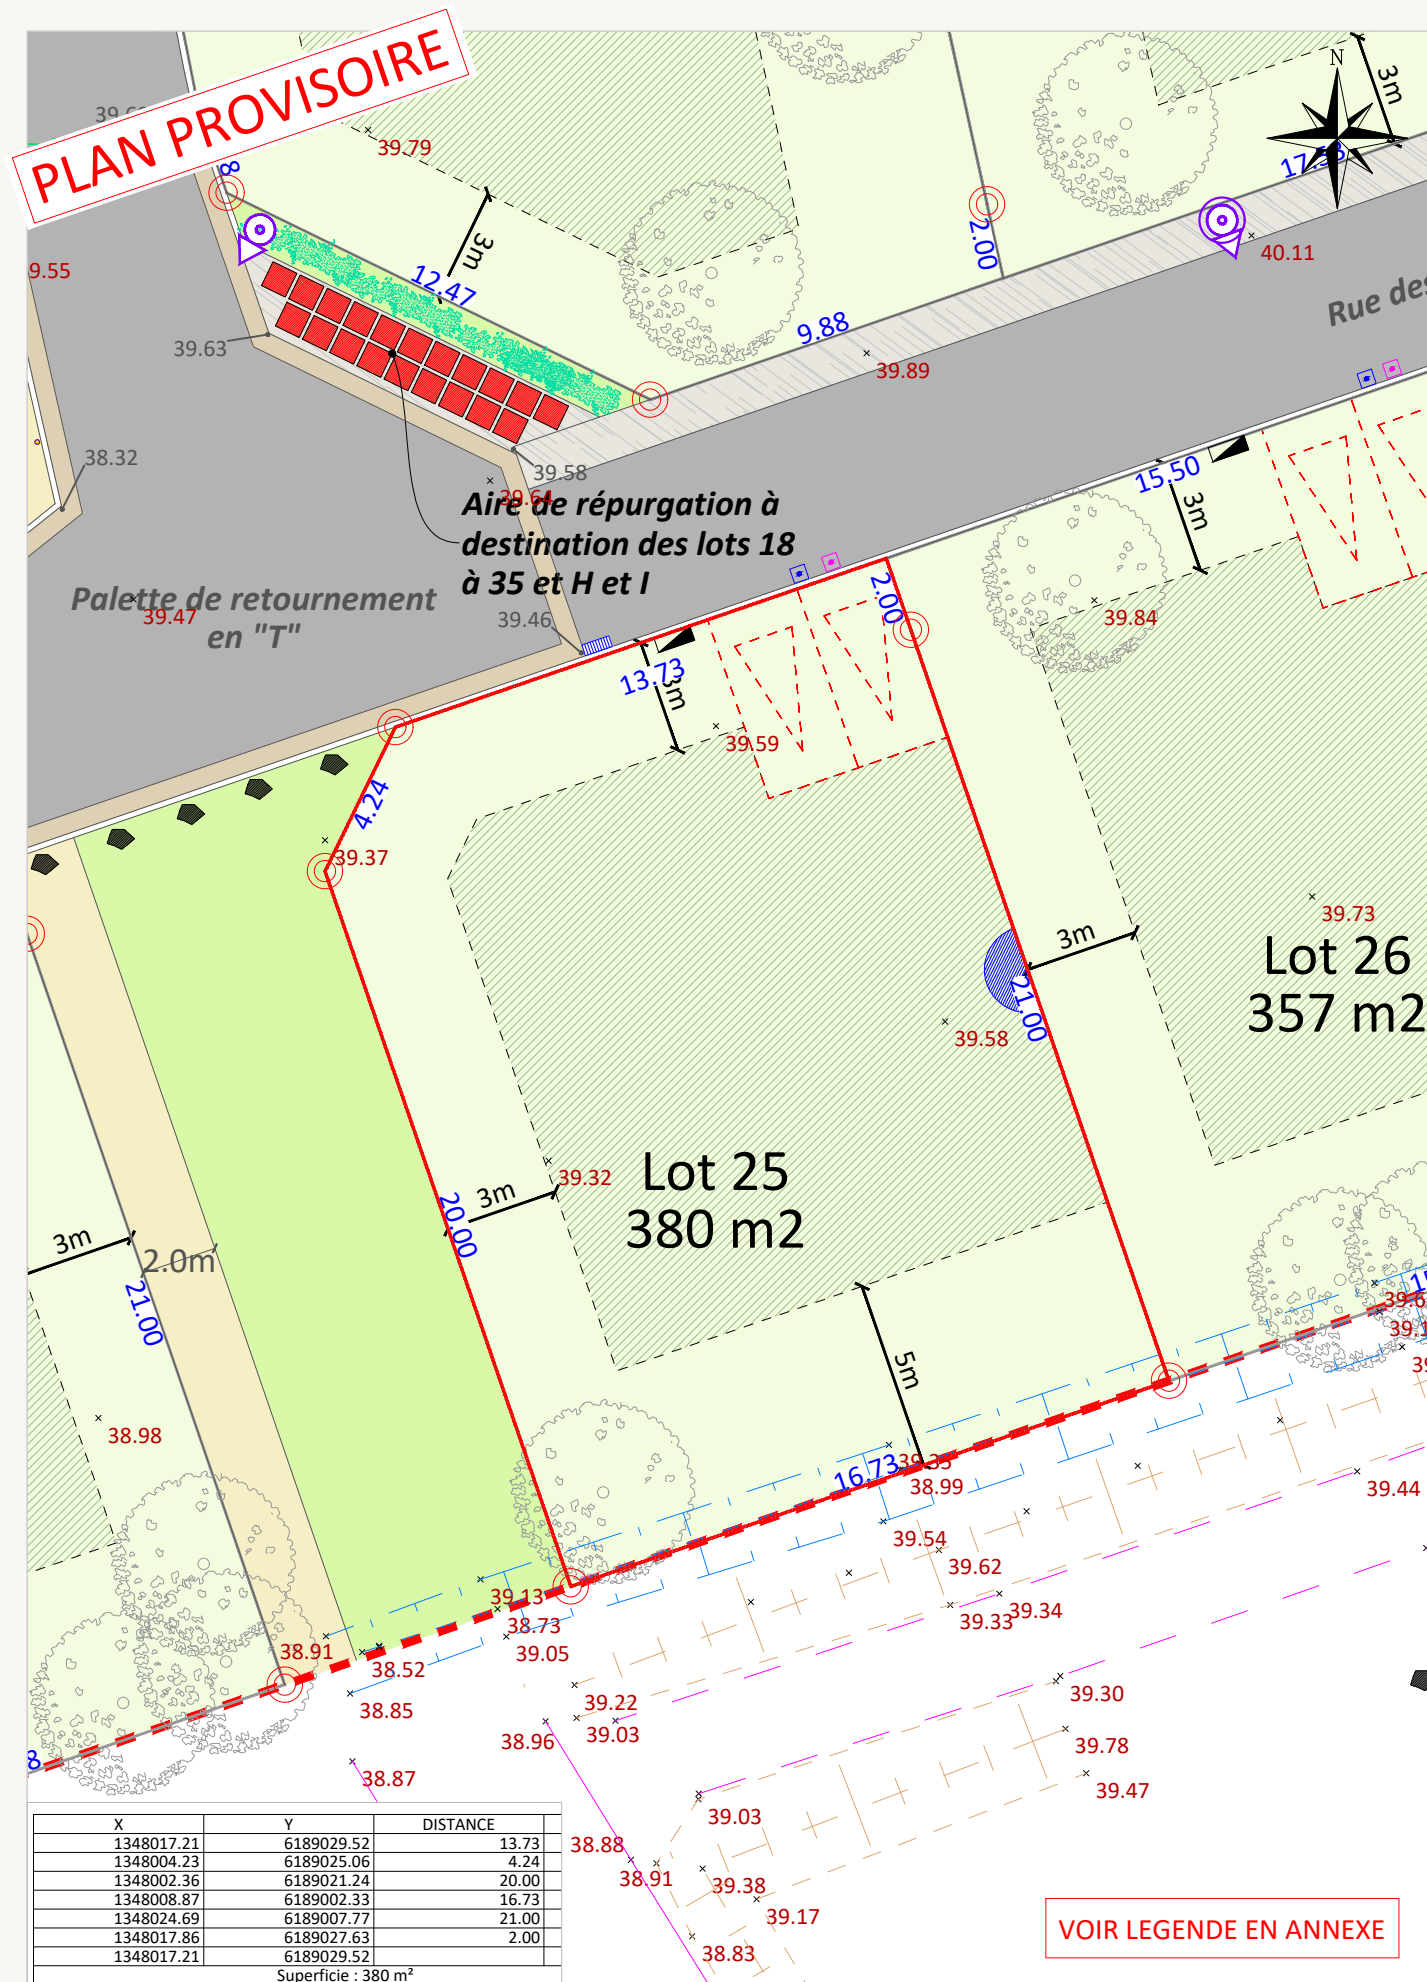 PLAN PROVISOIRE
N
3m
39.79
8
17.53
2.00
40.11
39.55
3m
12.47
Rue des
9.88
39.63
39.89
38.32
39.58
15.50
39.64
3m
Aire de répurgation à
destination des lots 18
à 35 et H et I
2.00
Palette de retournement
en "T"
39.47
39.46
39.84
13.73
3m
39.59
4.24
39.37
39.73
3m
Lot 26
357 m2
21.00
39.58
Lot 25
380 m2
39.32
3m
20.00
3m
2.0m
21.00
5m
38.98
16.73
39.35
38.99
39.44
39.54
39.62
39.13
38.73
39.05
39.33
39.34
38.91
38.52
38.85
39.22
39.03
38.96
39.30
39.78
39.47
8
38.87
39.03
38.88
38.91
39.38
39.17
38.83
X Y DISTANCE
1348017.21 6189029.52 13.73
1348004.23 6189025.06 4.24
1348002.36 6189021.24 20.00
1348008.87 6189002.33 16.73
1348024.69 6189007.77 21.00
1348017.86 6189027.63 2.00
1348017.21 6189029.52
Superficie : 380 m²
VOIR LEGENDE EN ANNEXE